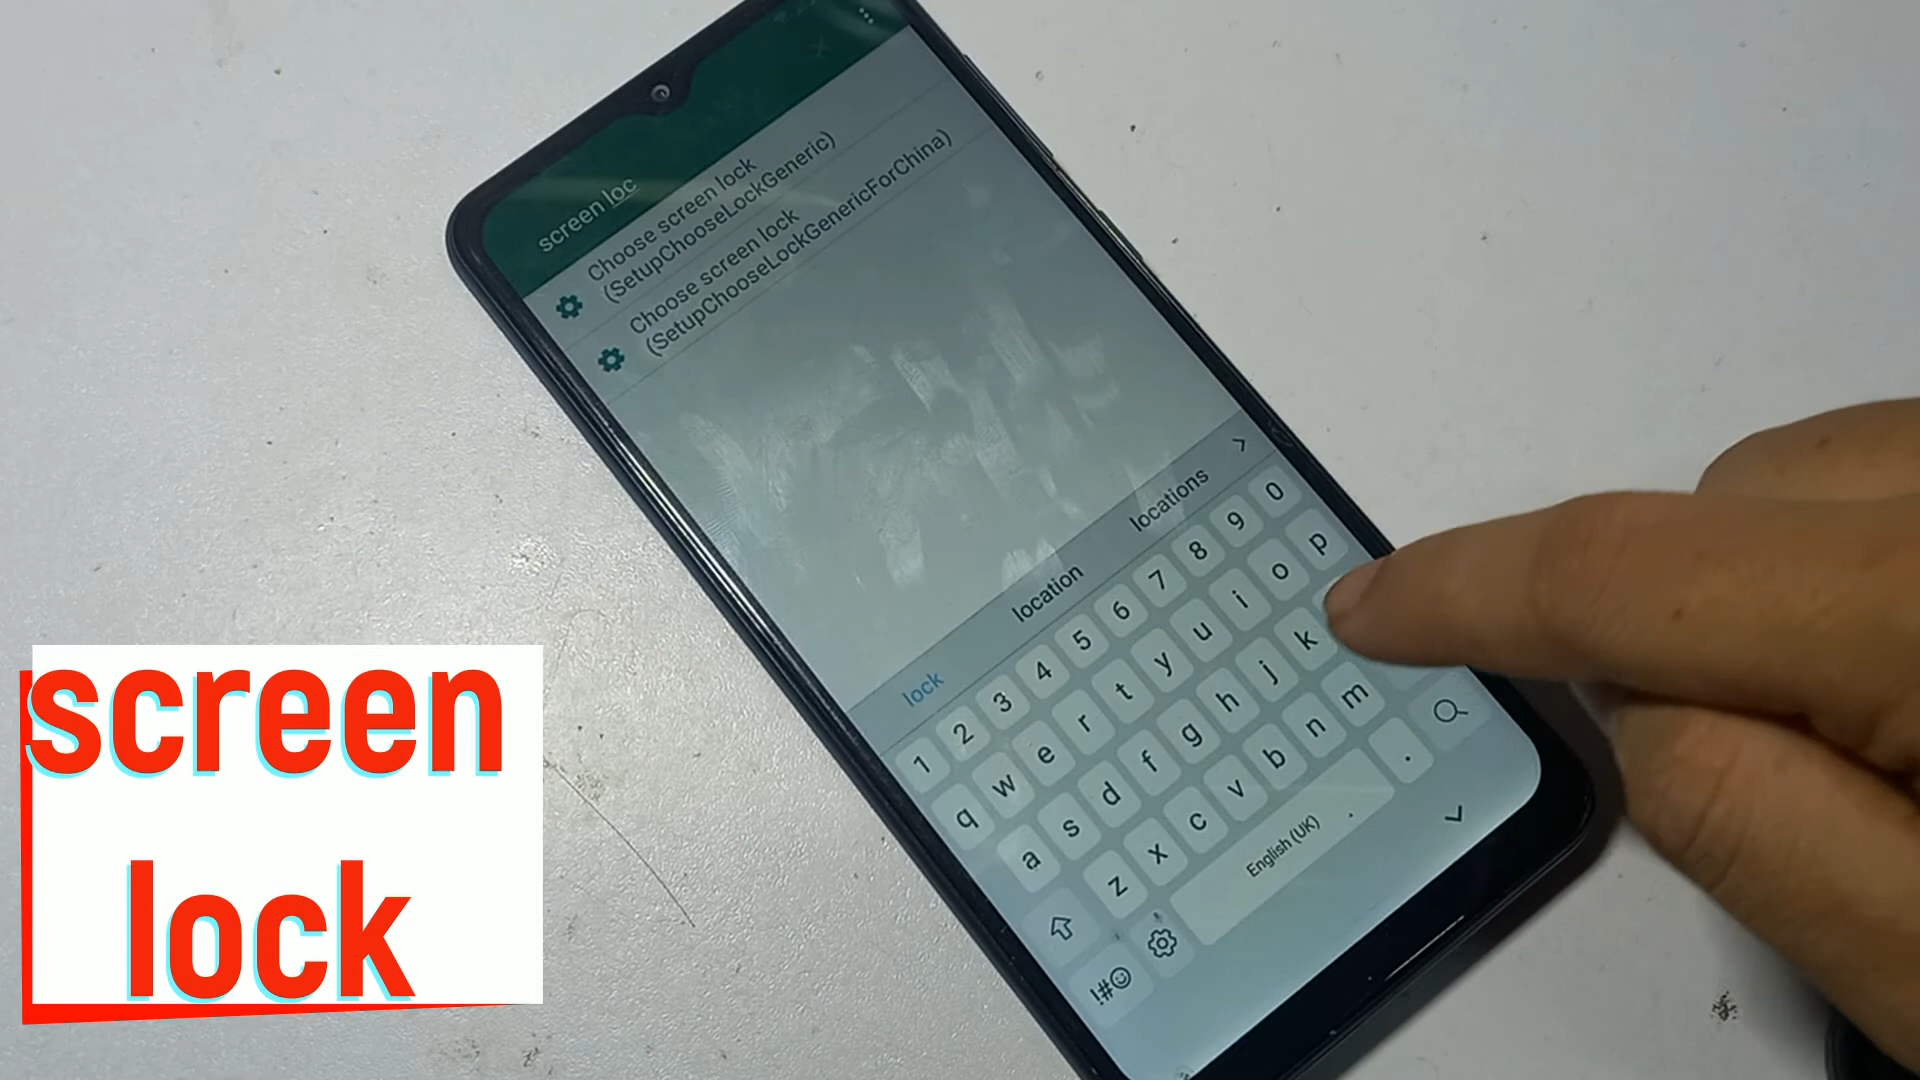 screen loc
Choose screen lock
(SetupChooseLockGeneric)
Choose screen lock
(SetupChooseLockGenericForChina)
lock location locations
1 2 3 4 5 6 7 8 9 0
q w e r t y u i o p
a s d f g h j k
z x c v b n m
!#☺ English (UK) .
screen
lock